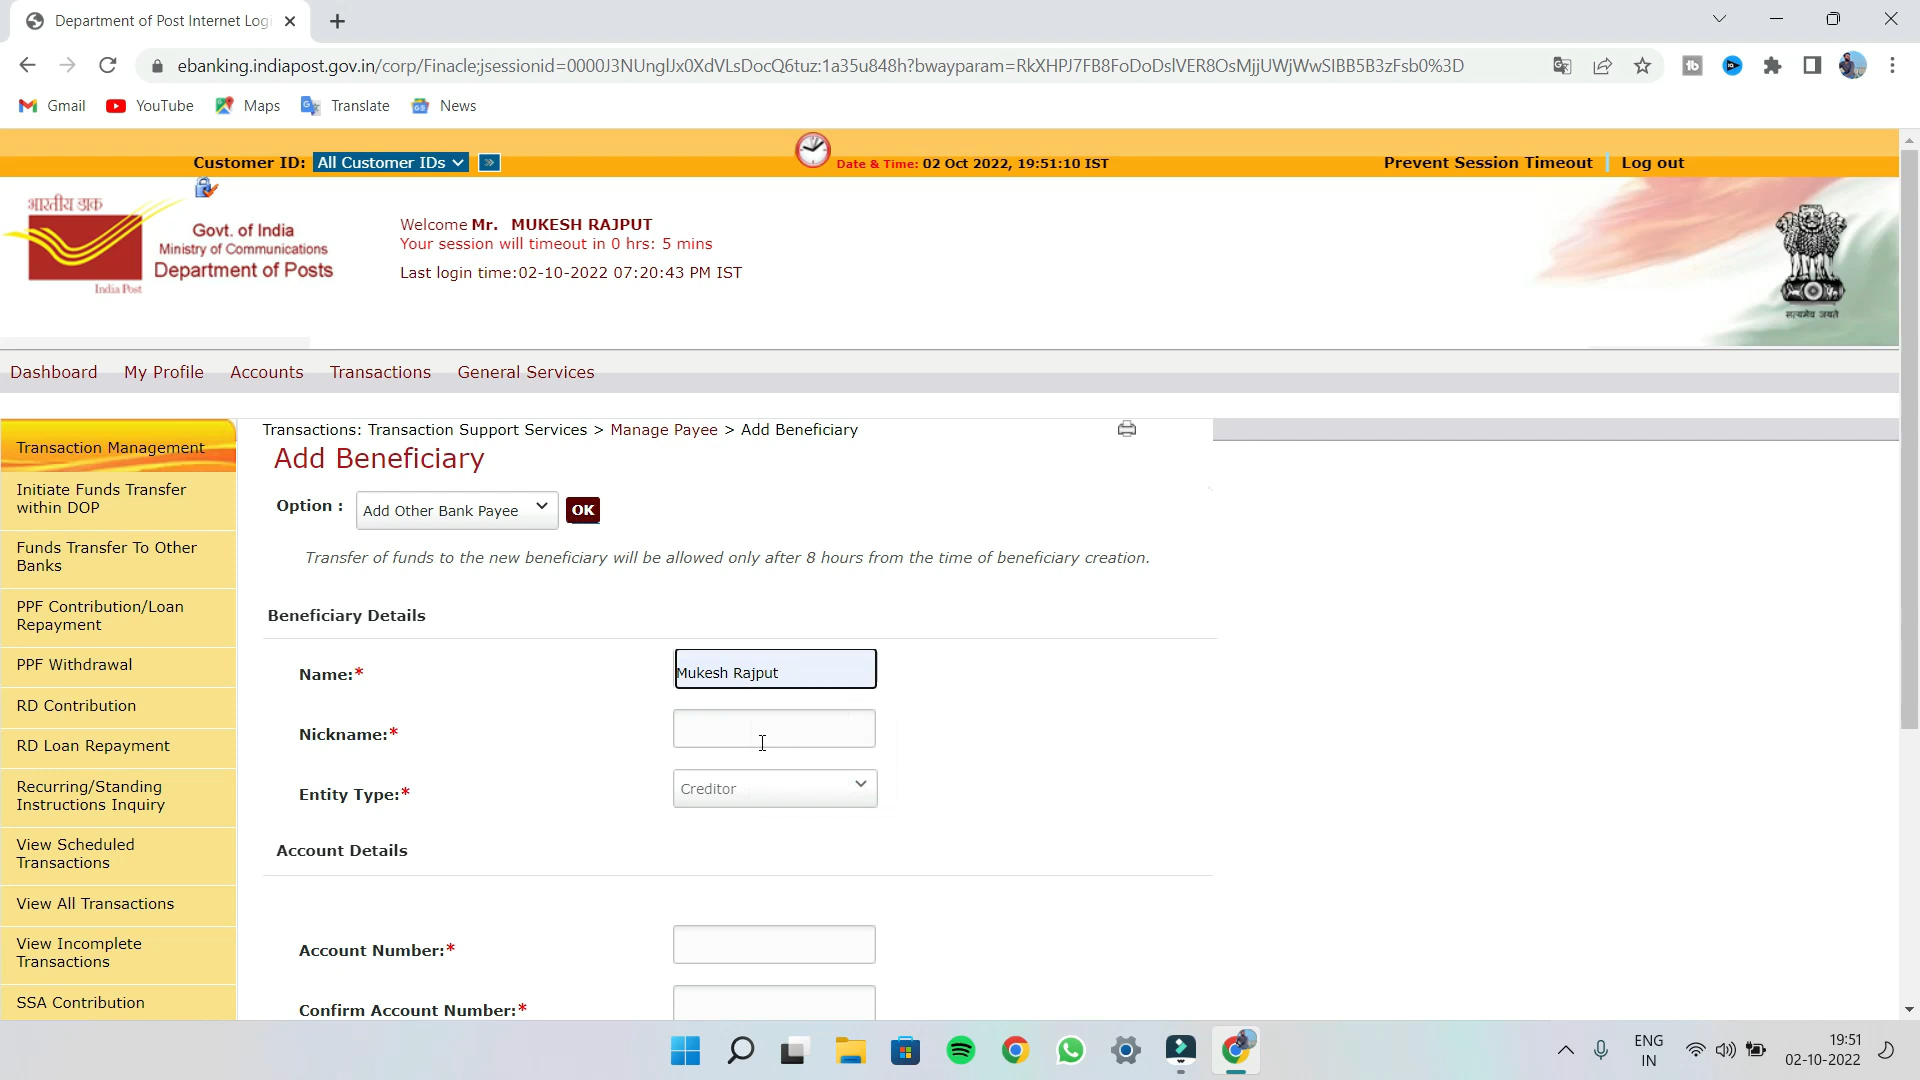 Department of Post Internet Logi
ebanking.indiapost.gov.in/corp/Finacle;jsessionid=0000J3NUnglJx0XdVLsDocQ6tuz:1a35u848h?bwayparam=RkXHPJ7FB8FoDoDslVER8OsMjjUWjWwSIBB5B3zFsb0%3D
Gmail YouTube Maps Translate News
Customer ID: All Customer IDs » Date & Time: 02 Oct 2022, 19:51:10 IST Prevent Session Timeout | Log out
भारतीय डाक
Govt. of India
Ministry of Communications
Department of Posts
India Post
Welcome Mr. MUKESH RAJPUT
Your session will timeout in 0 hrs: 5 mins
Last login time:02-10-2022 07:20:43 PM IST
सत्यमेव जयते
Dashboard My Profile Accounts Transactions General Services
Transaction Management
Initiate Funds Transfer
within DOP
Funds Transfer To Other
Banks
PPF Contribution/Loan
Repayment
PPF Withdrawal
RD Contribution
RD Loan Repayment
Recurring/Standing
Instructions Inquiry
View Scheduled
Transactions
View All Transactions
View Incomplete
Transactions
SSA Contribution
Transactions: Transaction Support Services > Manage Payee > Add Beneficiary
Add Beneficiary
Option : Add Other Bank Payee OK
Transfer of funds to the new beneficiary will be allowed only after 8 hours from the time of beneficiary creation.
Beneficiary Details
Name:* Mukesh Rajput
Nickname:*
Entity Type:* Creditor
Account Details
Account Number:*
Confirm Account Number:*
ENG
IN
19:51
02-10-2022